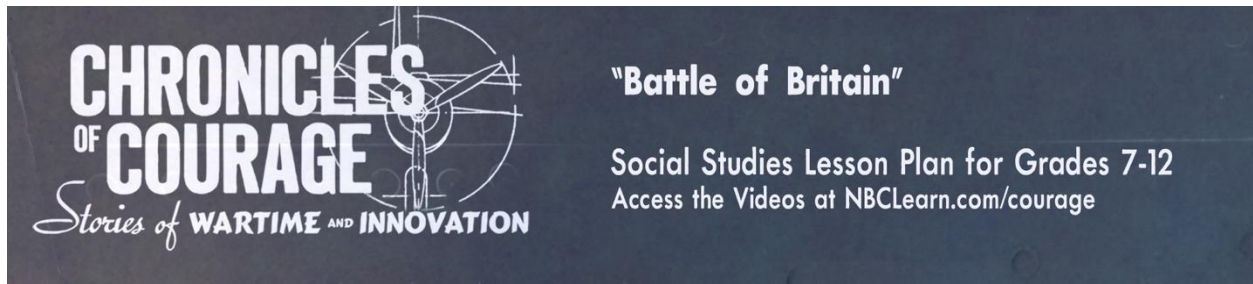 CHRONICLES
OF COURAGE
Stories of WARTIME AND INNOVATION
"Battle of Britain"
Social Studies Lesson Plan for Grades 7-12
Access the Videos at NBCLearn.com/courage